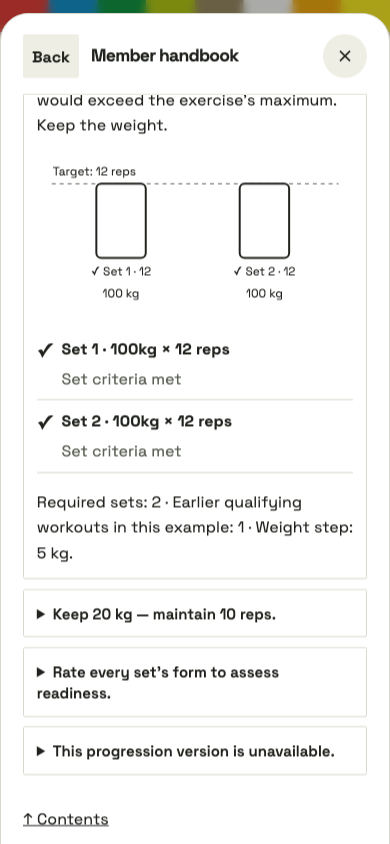 Back Member handbook ×
would exceed the exercise's maximum.
Keep the weight.
Target: 12 reps
✓ Set 1 · 12 ✓ Set 2 · 12
100 kg 100 kg
✓ Set 1 · 100kg × 12 reps
Set criteria met
✓ Set 2 · 100kg × 12 reps
Set criteria met
Required sets: 2 · Earlier qualifying
workouts in this example: 1 · Weight step:
5 kg.
▶ Keep 20 kg — maintain 10 reps.
▶ Rate every set's form to assess
readiness.
▶ This progression version is unavailable.
↑ Contents